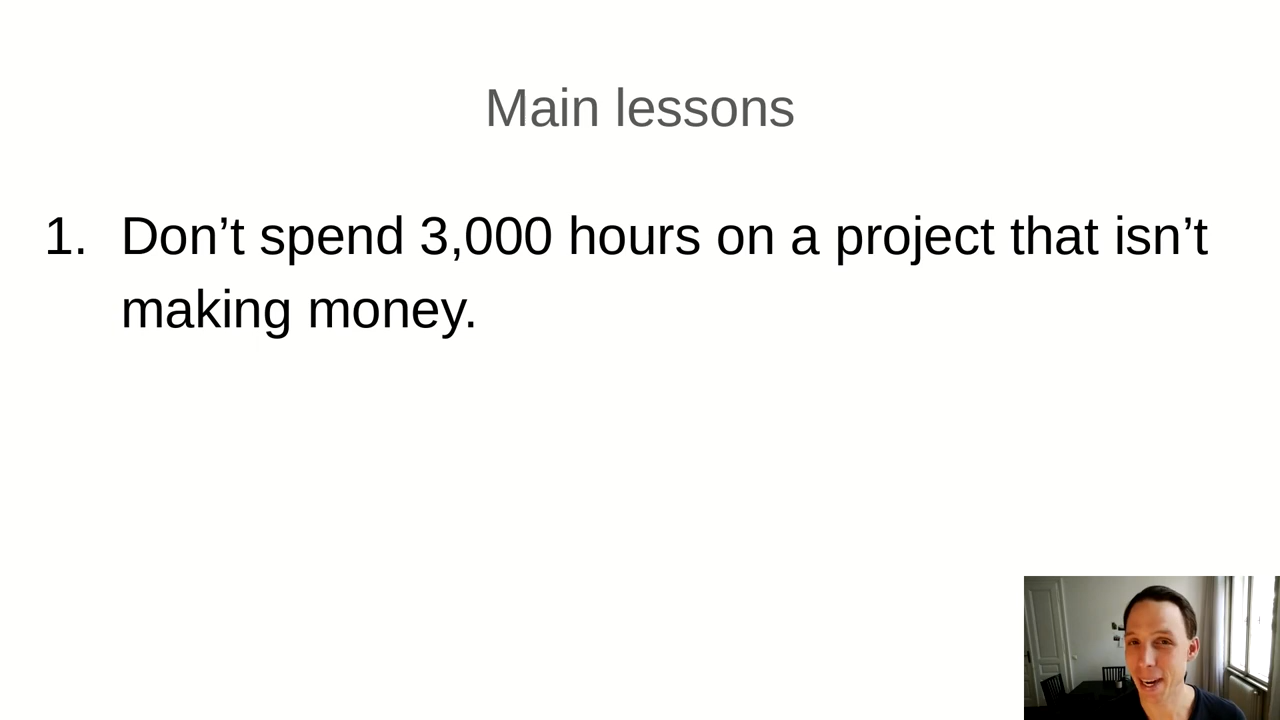 Main lessons
1. Don’t spend 3,000 hours on a project that isn’t
making money.